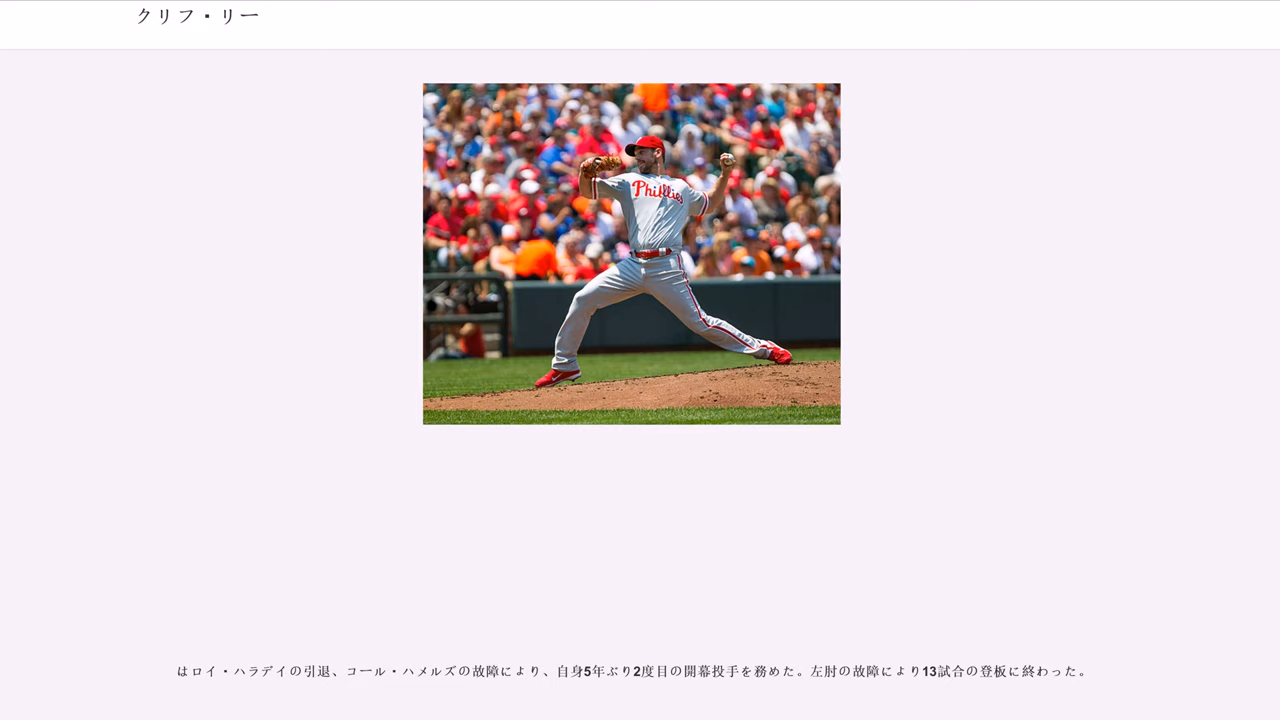 クリフ・リー
Phillies
はロイ・ハラデイの引退、コール・ハメルズの故障により、自身5年ぶり2度目の開幕投手を務めた。左肘の故障により13試合の登板に終わった。